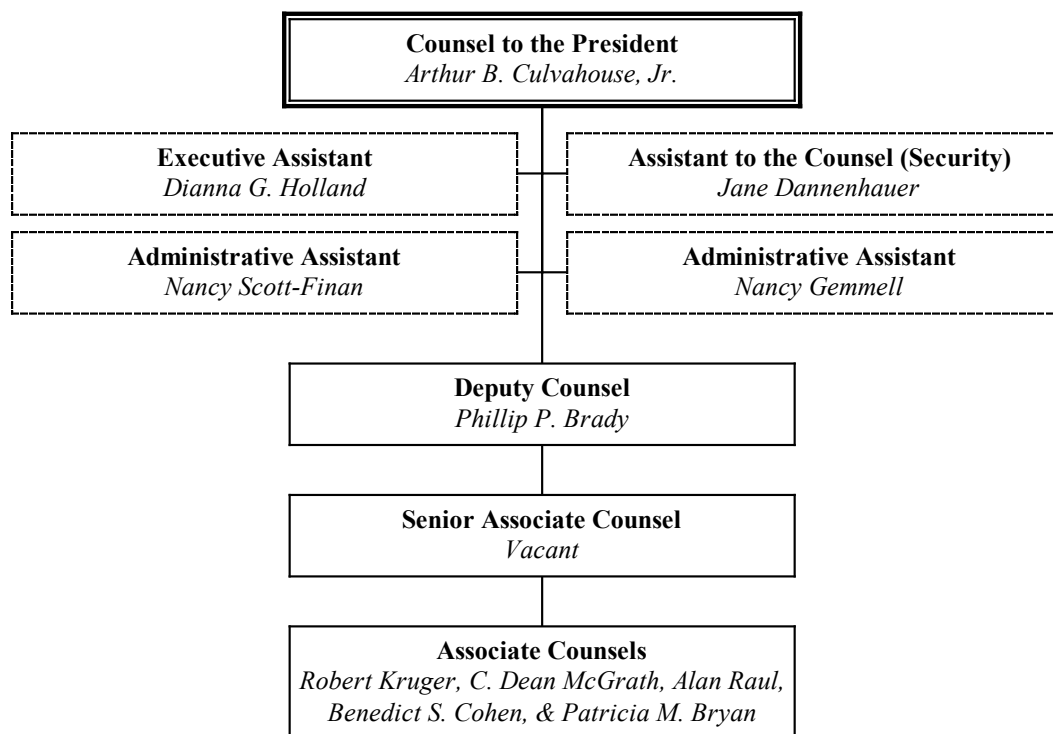 Counsel to the President
Arthur B. Culvahouse, Jr.
Executive Assistant
Dianna G. Holland
Assistant to the Counsel (Security)
Jane Dannenhauer
Administrative Assistant
Nancy Scott-Finan
Administrative Assistant
Nancy Gemmell
Deputy Counsel
Phillip P. Brady
Senior Associate Counsel
Vacant
Associate Counsels
Robert Kruger, C. Dean McGrath, Alan Raul,
Benedict S. Cohen, & Patricia M. Bryan